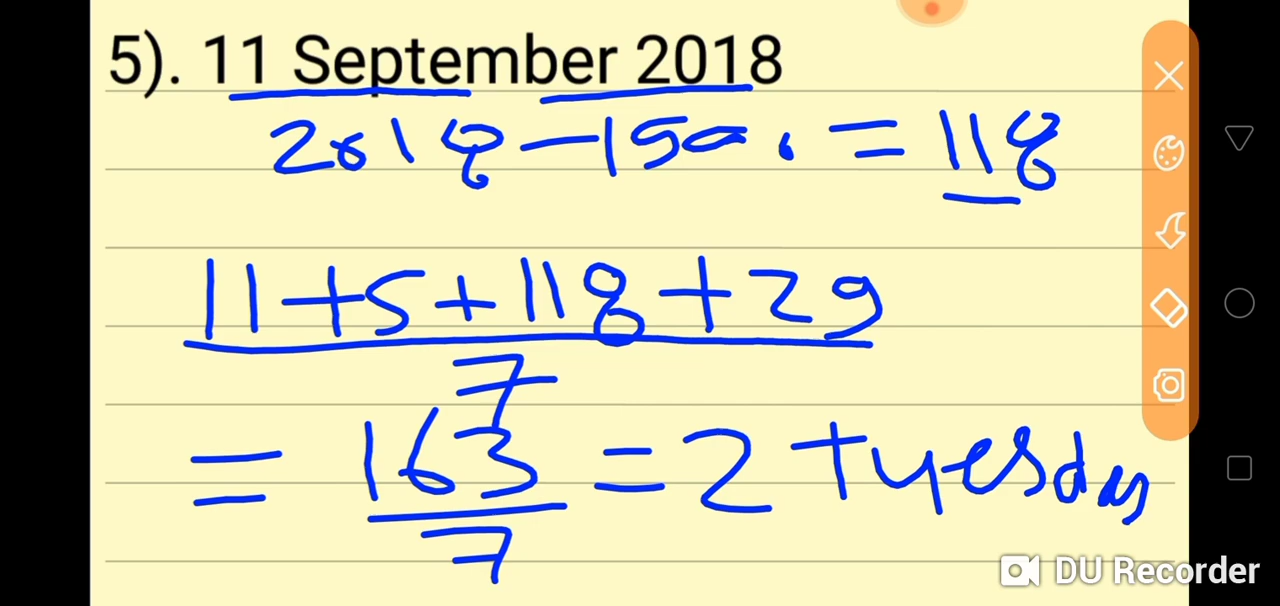 5). 11 September 2018
2018 - 1900 = 118
11 + 5 + 118 + 29
7
= 163 = 2 Tuesday
7
DU Recorder